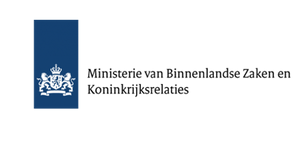 Ministerie van Binnenlandse Zaken en
Koninkrijksrelaties